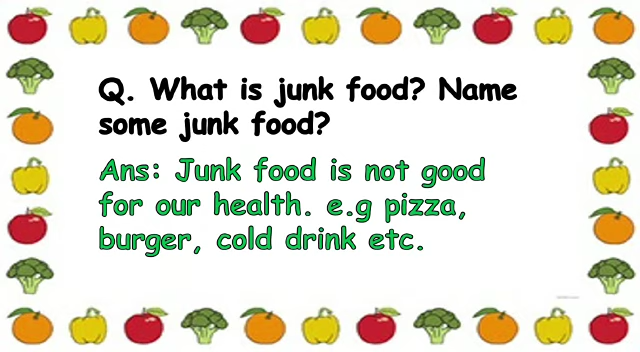 Q. What is junk food? Name
some junk food?
Ans: Junk food is not good
for our health. e.g pizza,
burger, cold drink etc.